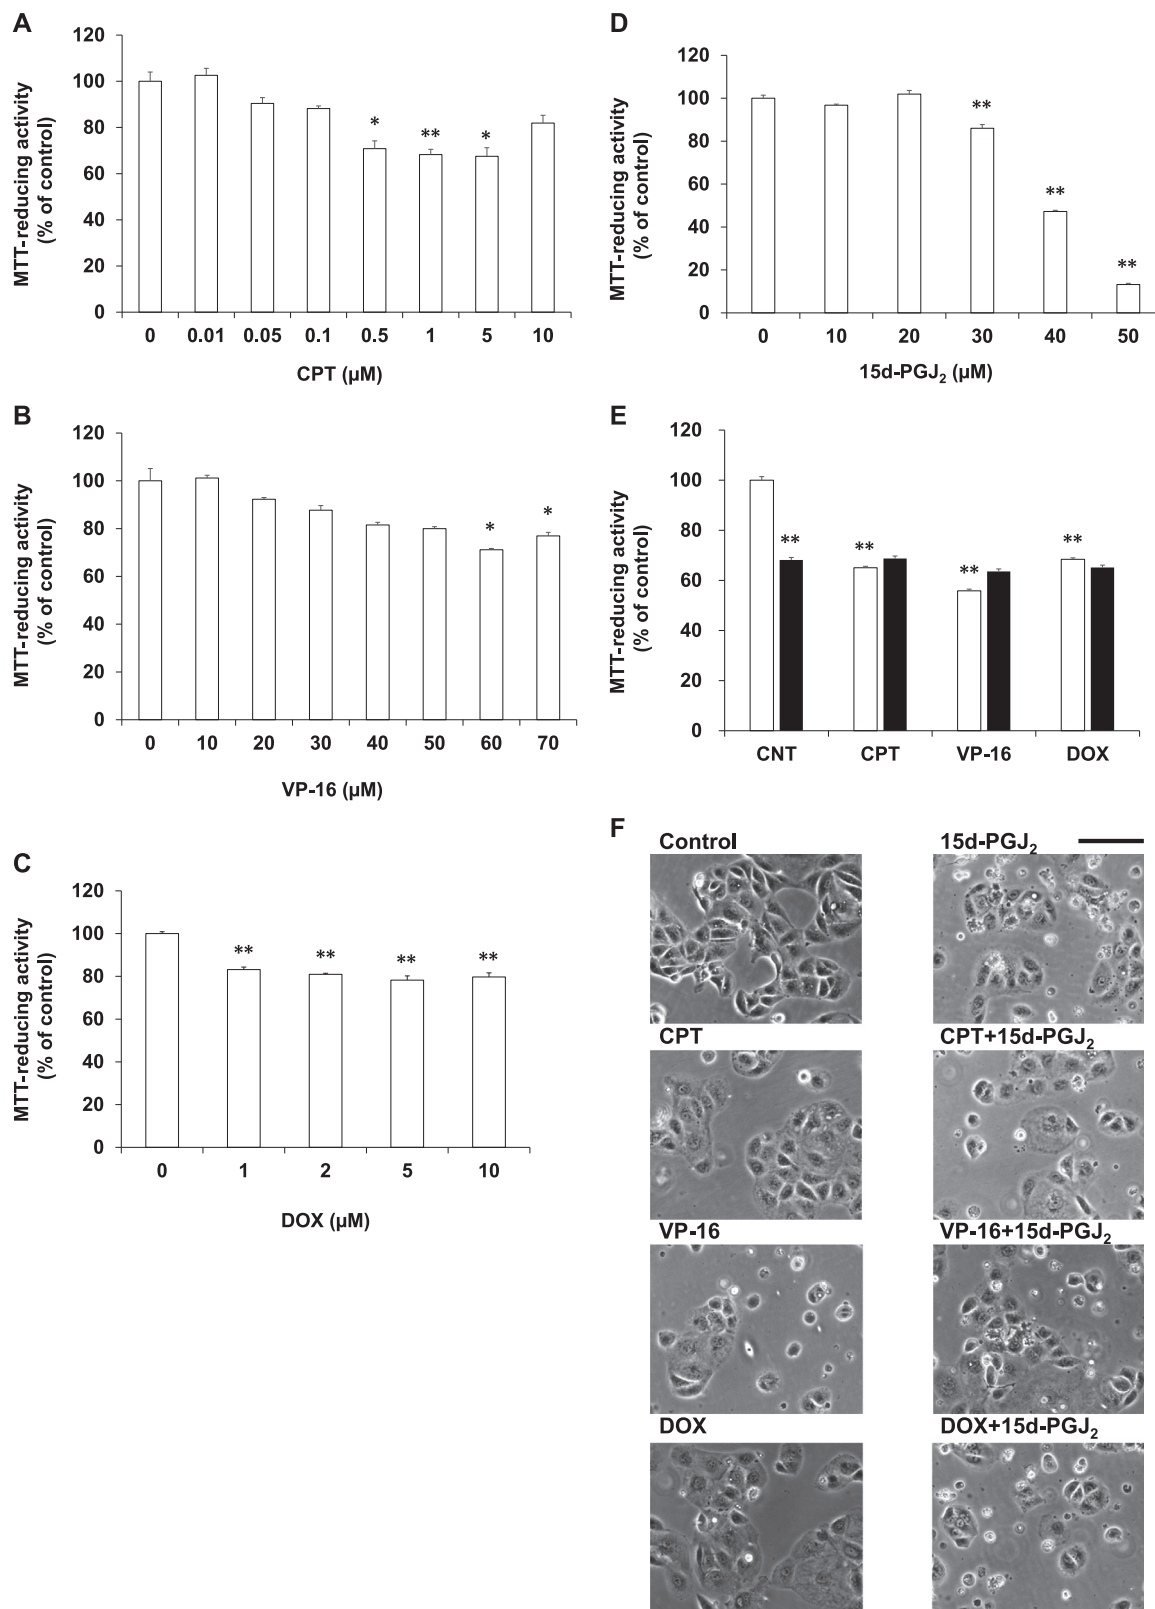 A
MTT-reducing activity
(% of control)
120
100
80
60
40
20
0
* ** *
0 0.01 0.05 0.1 0.5 1 5 10
CPT (µM)
B
MTT-reducing activity
(% of control)
120
100
80
60
40
20
0
* *
0 10 20 30 40 50 60 70
VP-16 (µM)
C
MTT-reducing activity
(% of control)
120
100
80
60
40
20
0
** ** ** **
0 1 2 5 10
DOX (µM)
D
MTT-reducing activity
(% of control)
120
100
80
60
40
20
0
** ** **
0 10 20 30 40 50
15d-PGJ₂ (µM)
E
MTT-reducing activity
(% of control)
120
100
80
60
40
20
0
** ** ** **
CNT CPT VP-16 DOX
F
Control 15d-PGJ₂
CPT CPT+15d-PGJ₂
VP-16 VP-16+15d-PGJ₂
DOX DOX+15d-PGJ₂